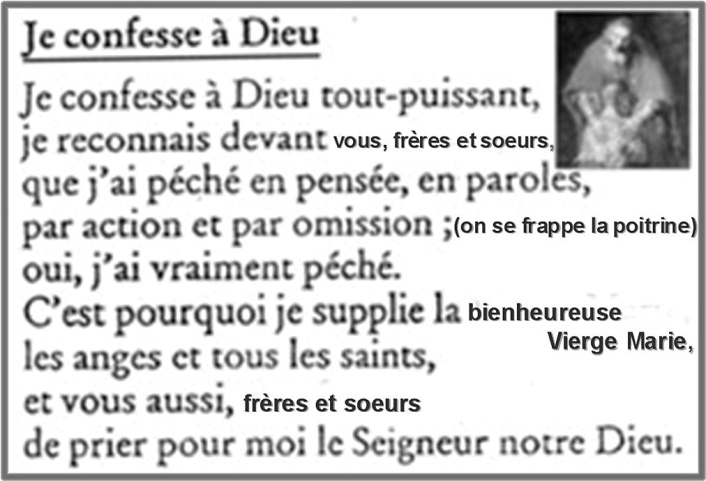 Je confesse à Dieu
Je confesse à Dieu tout-puissant,
je reconnais devant vous, frères et soeurs,
que j'ai péché en pensée, en paroles,
par action et par omission ;(on se frappe la poitrine)
oui, j'ai vraiment péché.
C'est pourquoi je supplie la bienheureuse
Vierge Marie,
les anges et tous les saints,
et vous aussi, frères et soeurs
de prier pour moi le Seigneur notre Dieu.